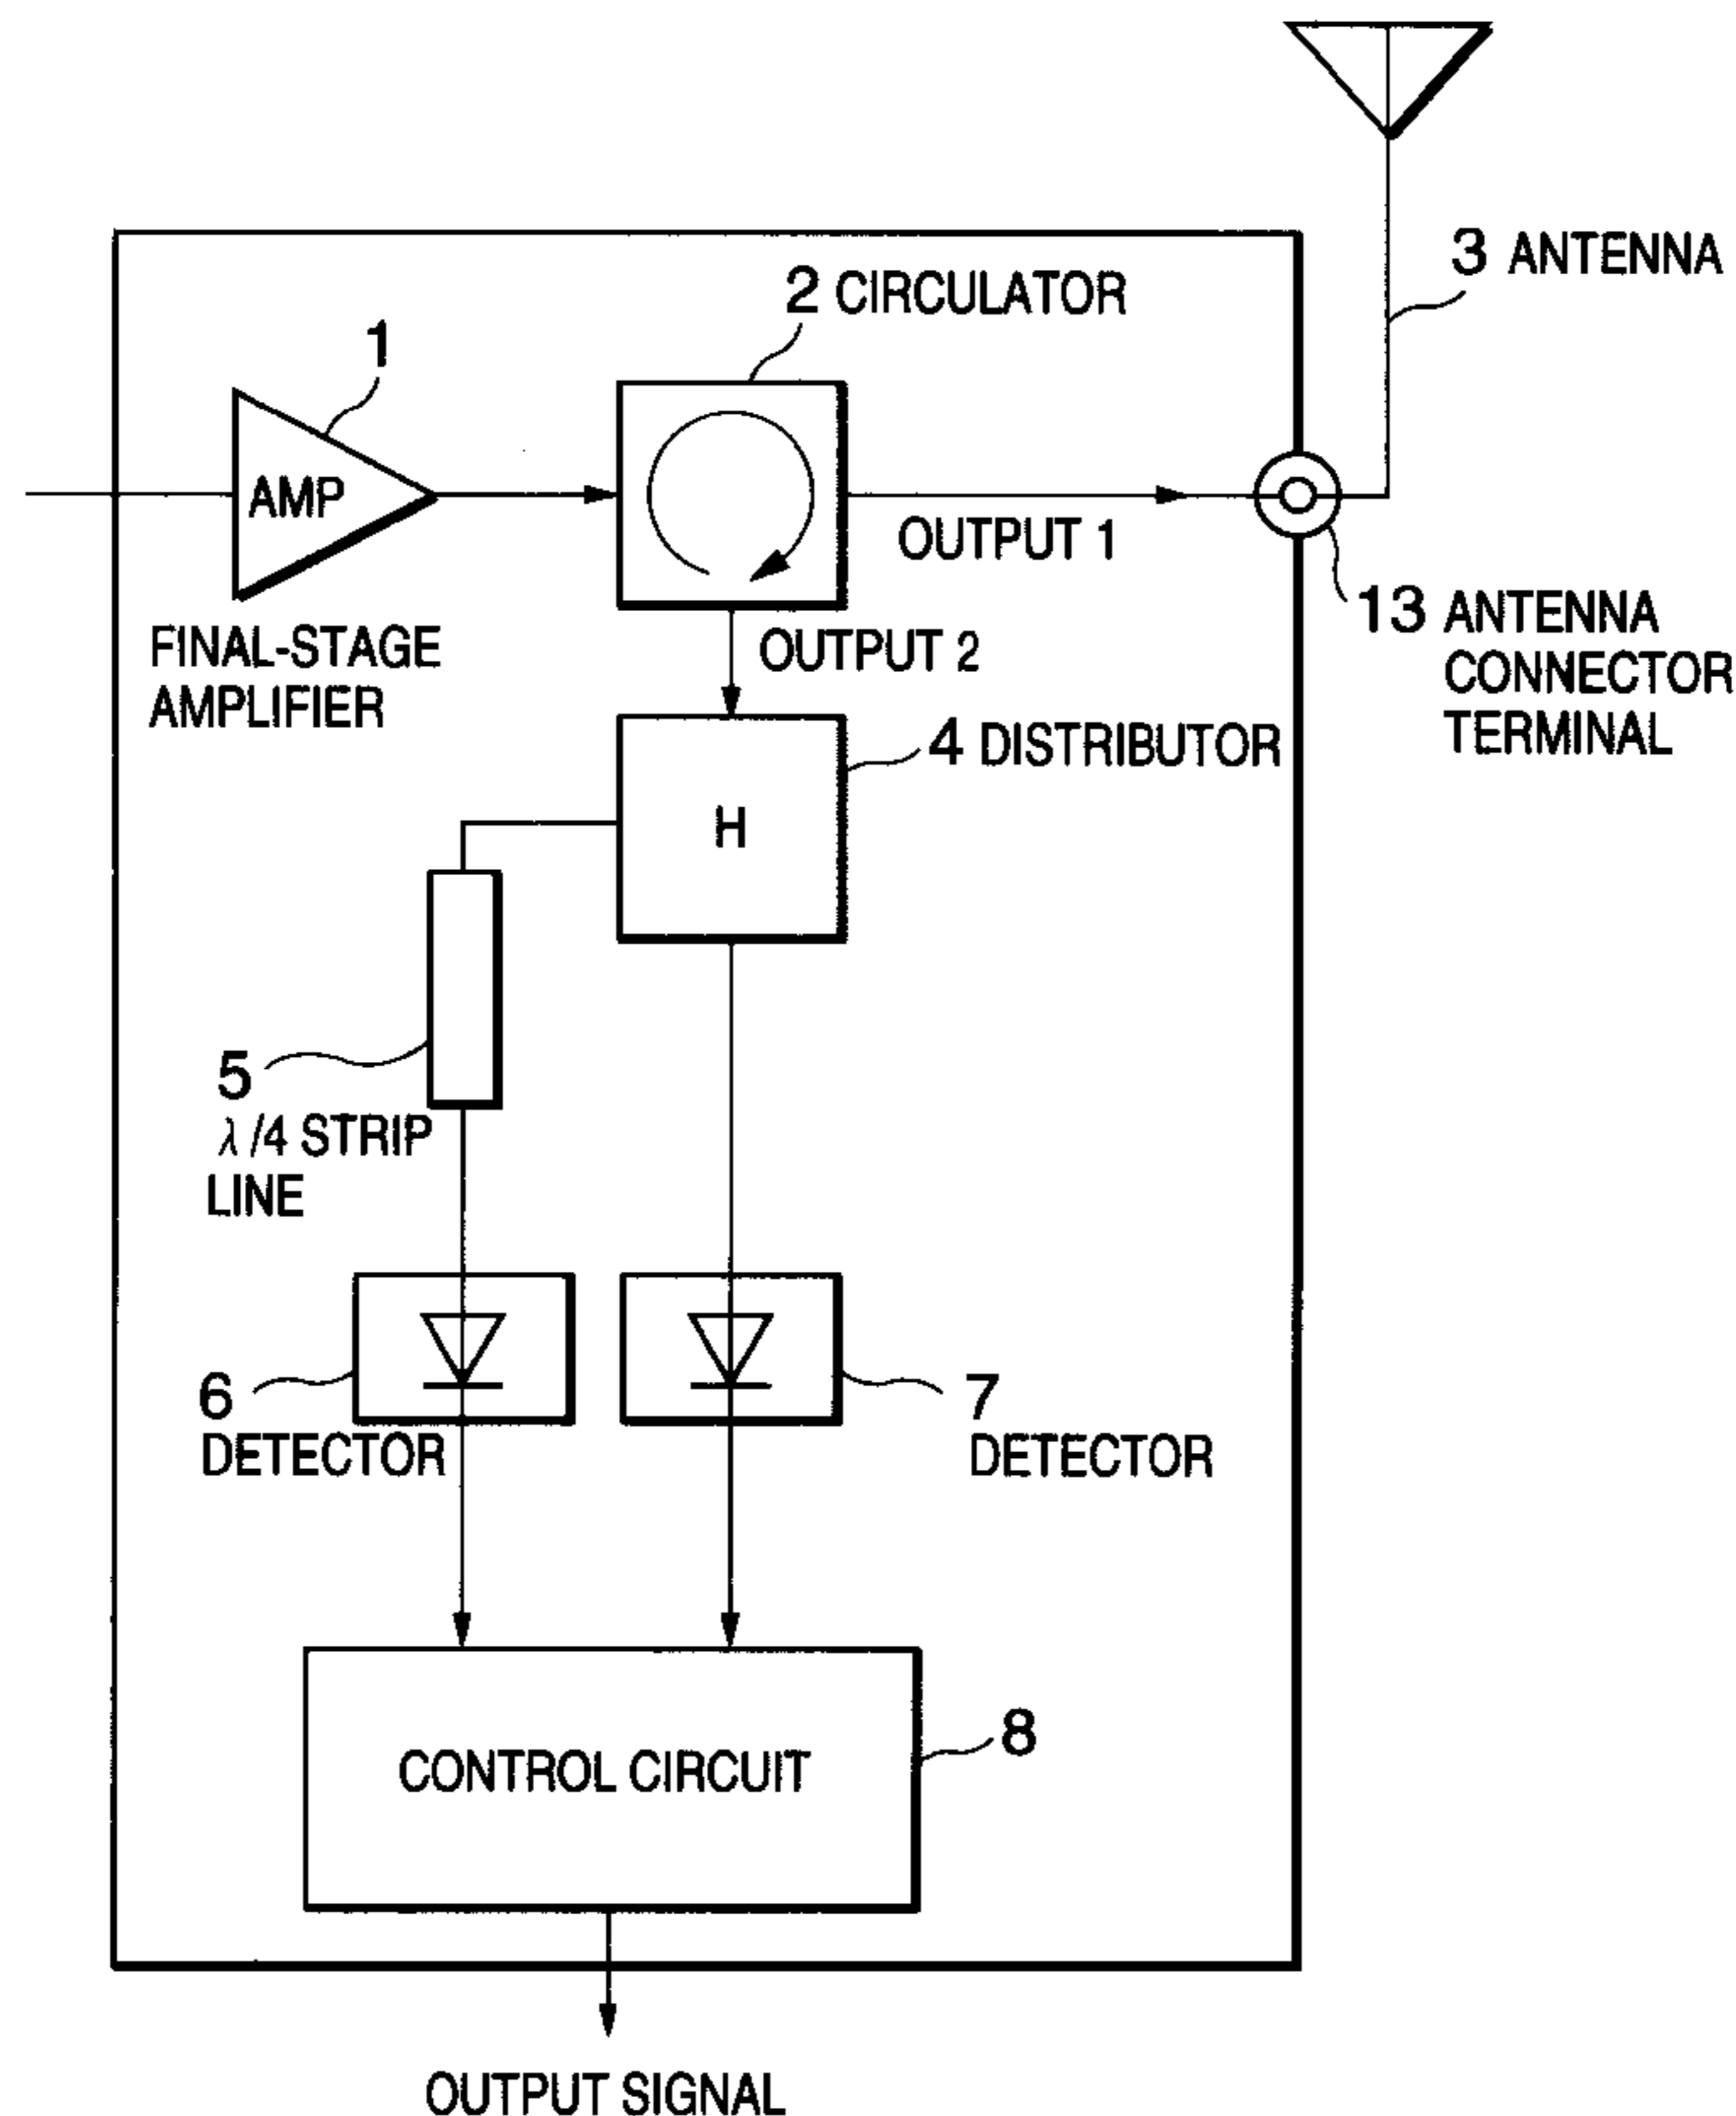 3 ANTENNA
2 CIRCULATOR
1
AMP
OUTPUT 1
FINAL-STAGE
AMPLIFIER
OUTPUT 2
13 ANTENNA
CONNECTOR
TERMINAL
4 DISTRIBUTOR
H
5
λ/4 STRIP
LINE
6
DETECTOR
7
DETECTOR
CONTROL CIRCUIT
8
OUTPUT SIGNAL